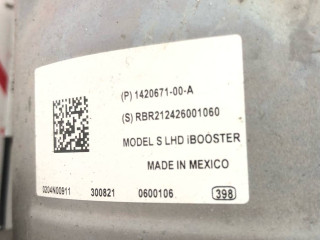 (P) 1420671-00-A
(S) RBR212426001060
MODEL S LHD iBOOSTER
MADE IN MEXICO
0204N00911 300821 0600106 398